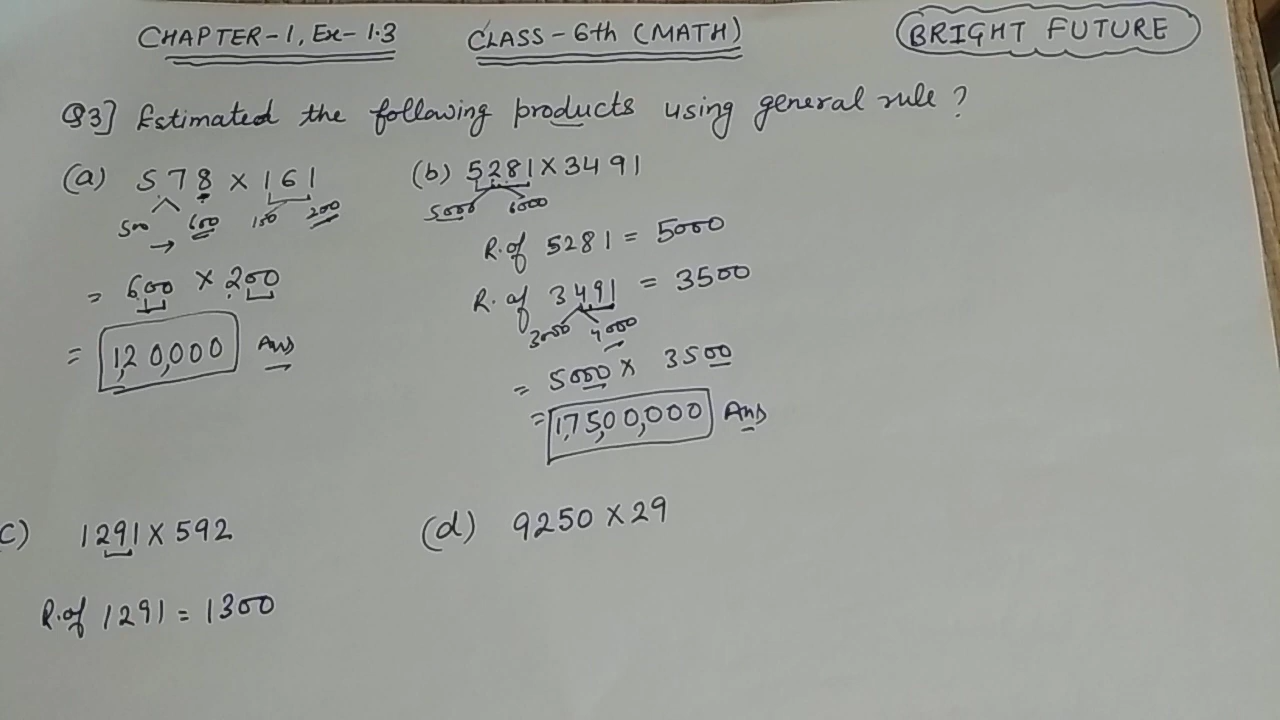 CHAPTER-1, Ex-1.3 CLASS-6th (MATH) BRIGHT FUTURE
Q3] Estimated the following products using general rule ?
(a) 578 × 161
500 600 150 200
= 600 × 200
= 1,20,000 Ans
(b) 5281 × 3491
5000 6000
R. of 5281 = 5000
R. of 3491 = 3500
3000 4000
= 5000 × 3500
= 1,75,00,000 Ans
C) 1291 × 592
R. of 1291 = 1300
(d) 9250 × 29